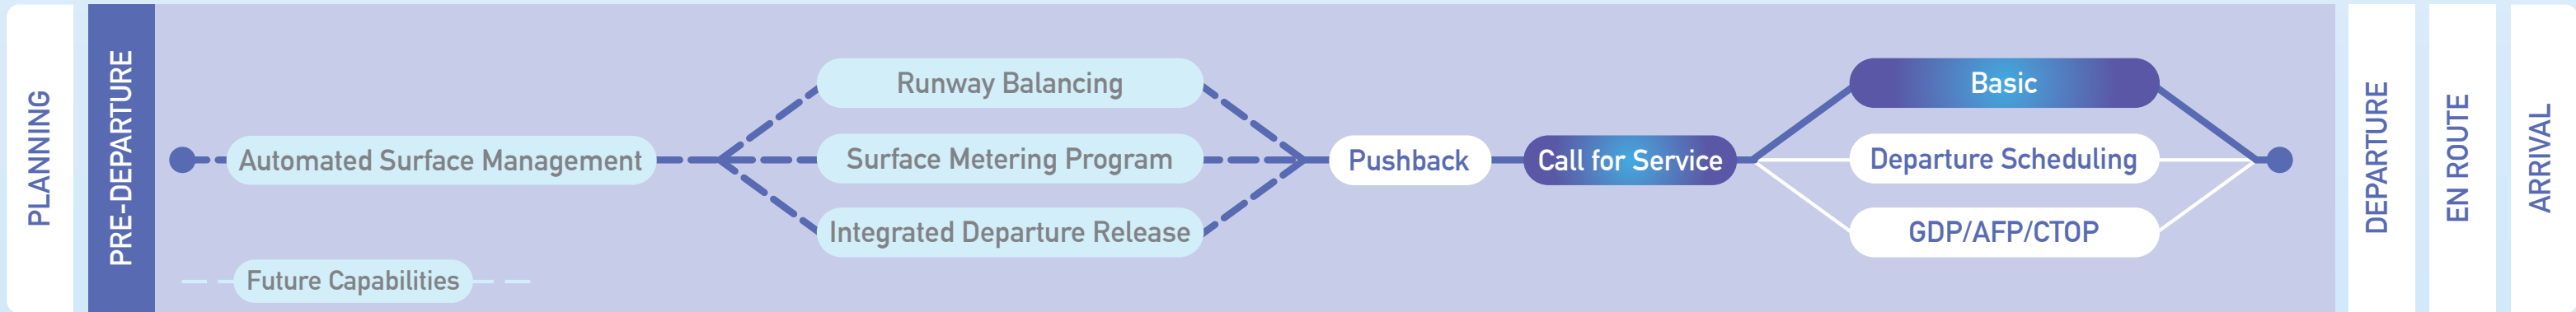 PLANNING
PRE-DEPARTURE
Automated Surface Management
Runway Balancing
Surface Metering Program
Integrated Departure Release
Pushback
Call for Service
Basic
Departure Scheduling
GDP/AFP/CTOP
Future Capabilities
DEPARTURE
EN ROUTE
ARRIVAL